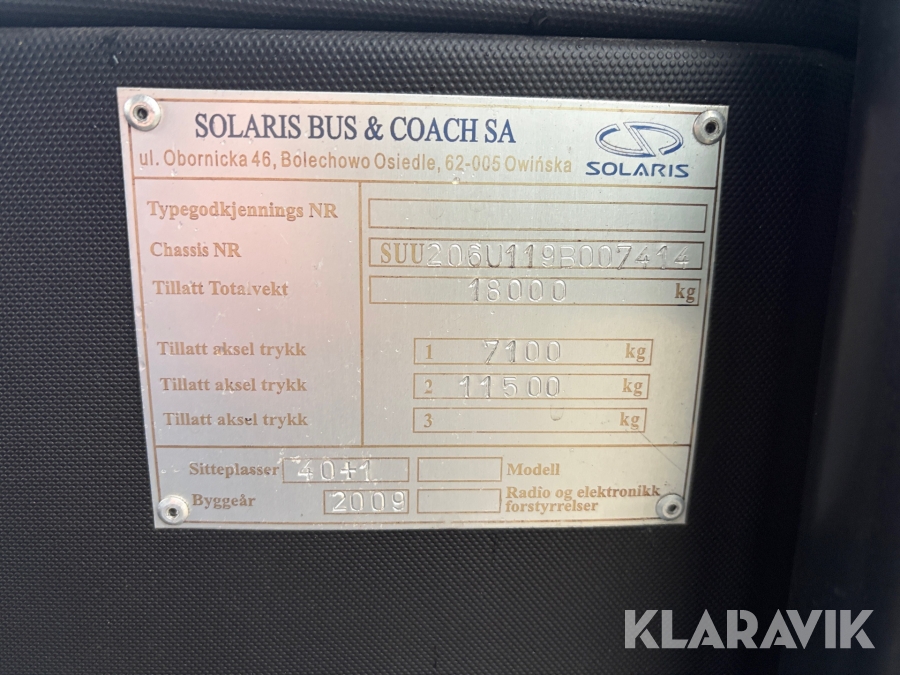 SOLARIS BUS & COACH SA
ul. Obornicka 46, Bolechowo Osiedle, 62-005 Owińska
SOLARIS
Typegodkjennings NR
Chassis NR SUU206U119B007414
Tillatt Totalvekt 18000 kg
Tillatt aksel trykk 1 7100 kg
Tillatt aksel trykk 2 11500 kg
Tillatt aksel trykk 3 kg
Sitteplasser 40+1 Modell
Byggeår 2009 Radio og elektronikk
forstyrrelser
KLARAVIK